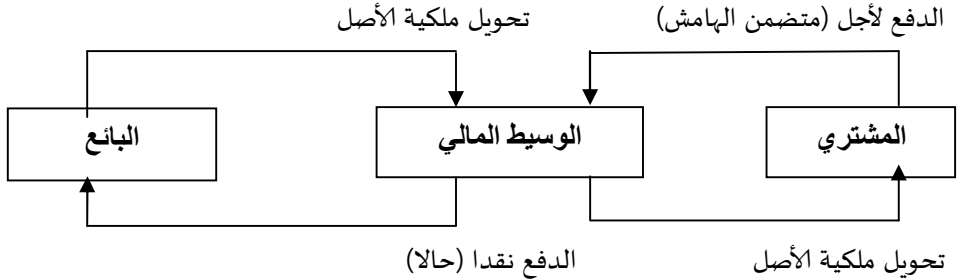 الدفع لأجل (متضمن الهامش)
تحويل ملكية الأصل
المشتري
الوسيط المالي
البائع
تحويل ملكية الأصل
الدفع نقدا (حالا)